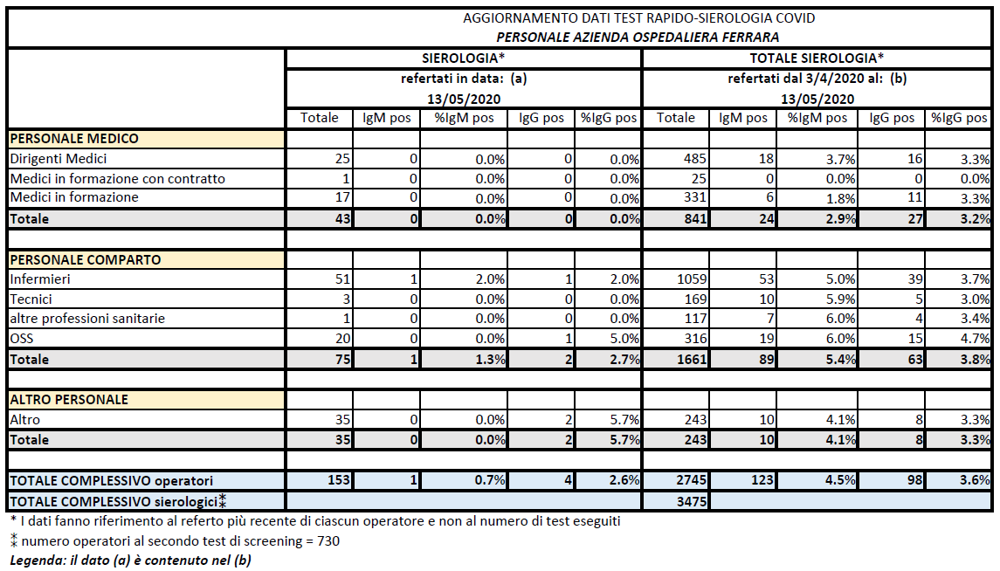 AGGIORNAMENTO DATI TEST RAPIDO-SIEROLOGIA COVID
PERSONALE AZIENDA OSPEDALIERA FERRARA
SIEROLOGIA* TOTALE SIEROLOGIA*
refertati in data: (a) refertati dal 3/4/2020 al: (b)
13/05/2020 13/05/2020
Totale IgM pos %IgM pos IgG pos %IgG pos Totale IgM pos %IgM pos IgG pos %IgG pos
PERSONALE MEDICO
Dirigenti Medici 25 0 0.0% 0 0.0% 485 18 3.7% 16 3.3%
Medici in formazione con contratto 1 0 0.0% 0 0.0% 25 0 0.0% 0 0.0%
Medici in formazione 17 0 0.0% 0 0.0% 331 6 1.8% 11 3.3%
Totale 43 0 0.0% 0 0.0% 841 24 2.9% 27 3.2%
PERSONALE COMPARTO
Infermieri 51 1 2.0% 1 2.0% 1059 53 5.0% 39 3.7%
Tecnici 3 0 0.0% 0 0.0% 169 10 5.9% 5 3.0%
altre professioni sanitarie 1 0 0.0% 0 0.0% 117 7 6.0% 4 3.4%
OSS 20 0 0.0% 1 5.0% 316 19 6.0% 15 4.7%
Totale 75 1 1.3% 2 2.7% 1661 89 5.4% 63 3.8%
ALTRO PERSONALE
Altro 35 0 0.0% 2 5.7% 243 10 4.1% 8 3.3%
Totale 35 0 0.0% 2 5.7% 243 10 4.1% 8 3.3%
TOTALE COMPLESSIVO operatori 153 1 0.7% 4 2.6% 2745 123 4.5% 98 3.6%
TOTALE COMPLESSIVO sierologici⁑ 3475
* I dati fanno riferimento al referto più recente di ciascun operatore e non al numero di test eseguiti
⁑ numero operatori al secondo test di screening = 730
Legenda: il dato (a) è contenuto nel (b)